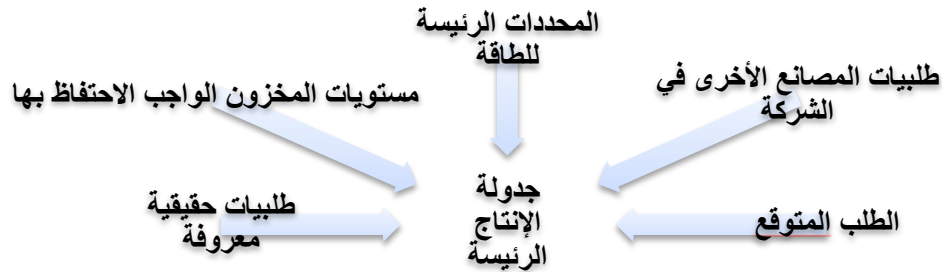 المحددات الرئيسة
للطاقة
طلبيات المصانع الأخرى في
الشركة
مستويات المخزون الواجب الاحتفاظ بها
جدولة
الإنتاج
الرئيسة
الطلب المتوقع
طلبيات حقيقية
معروفة